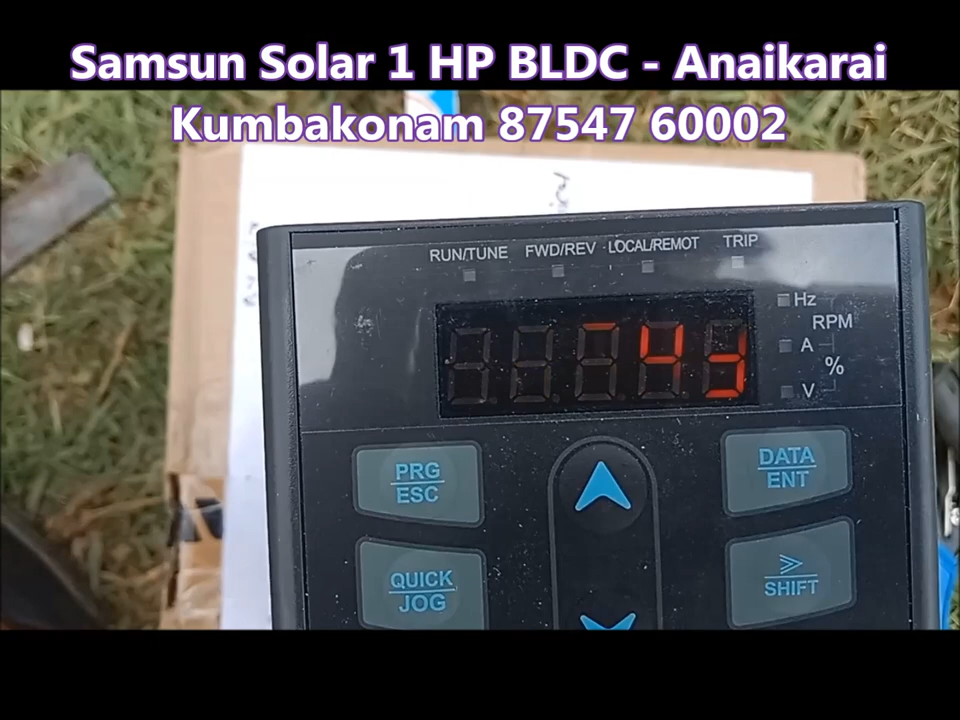 Samsun Solar 1 HP BLDC - Anaikarai
Kumbakonam 87547 60002
RUN/TUNE FWD/REV LOCAL/REMOT TRIP
Hz
RPM
A
%
V
PRG
ESC
DATA
ENT
QUICK
JOG
SHIFT